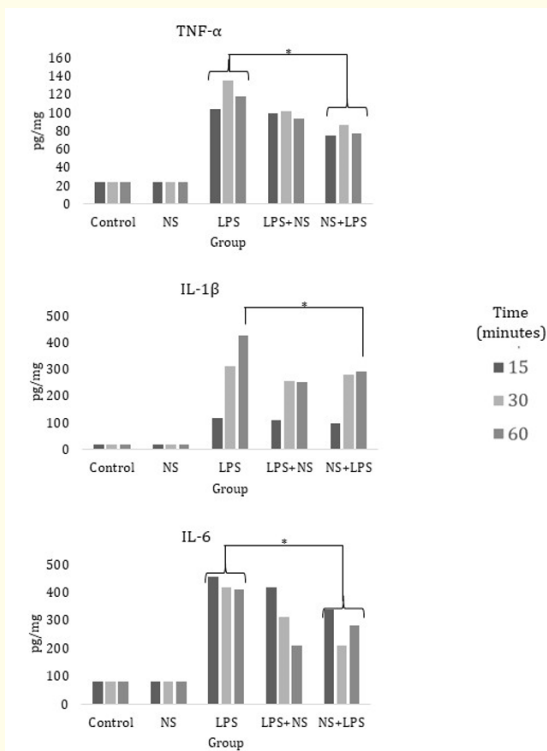 TNF-α
*
160
140
120
100
80
60
40
20
0
pg/mg
Control NS LPS LPS+NS NS+LPS
Group
IL-1β
*
500
400
300
200
100
0
pg/mg
Control NS LPS LPS+NS NS+LPS
Group
Time
(minutes)
15
30
60
IL-6
*
500
400
300
200
100
0
pg/mg
Control NS LPS LPS+NS NS+LPS
Group